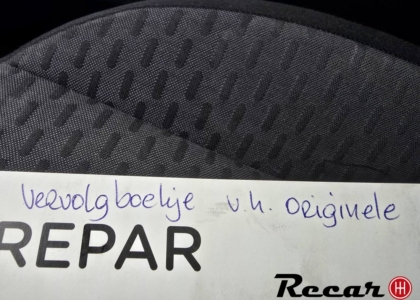 vervolgboekje v.h. originele
REPAR
Recar